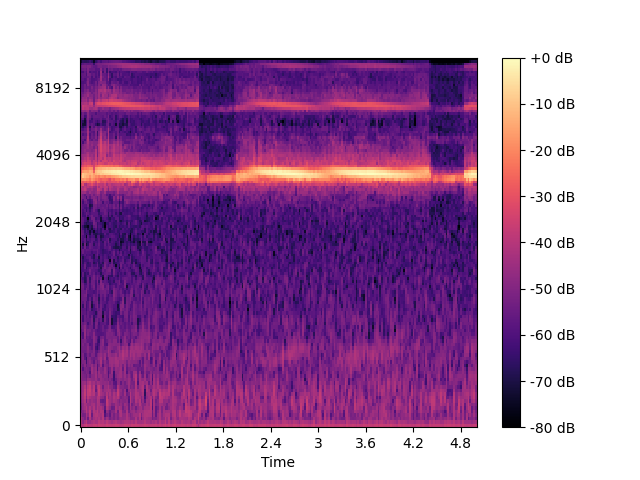 Hz
8192
4096
2048
1024
512
0
0 0.6 1.2 1.8 2.4 3 3.6 4.2 4.8
Time
+0 dB
-10 dB
-20 dB
-30 dB
-40 dB
-50 dB
-60 dB
-70 dB
-80 dB